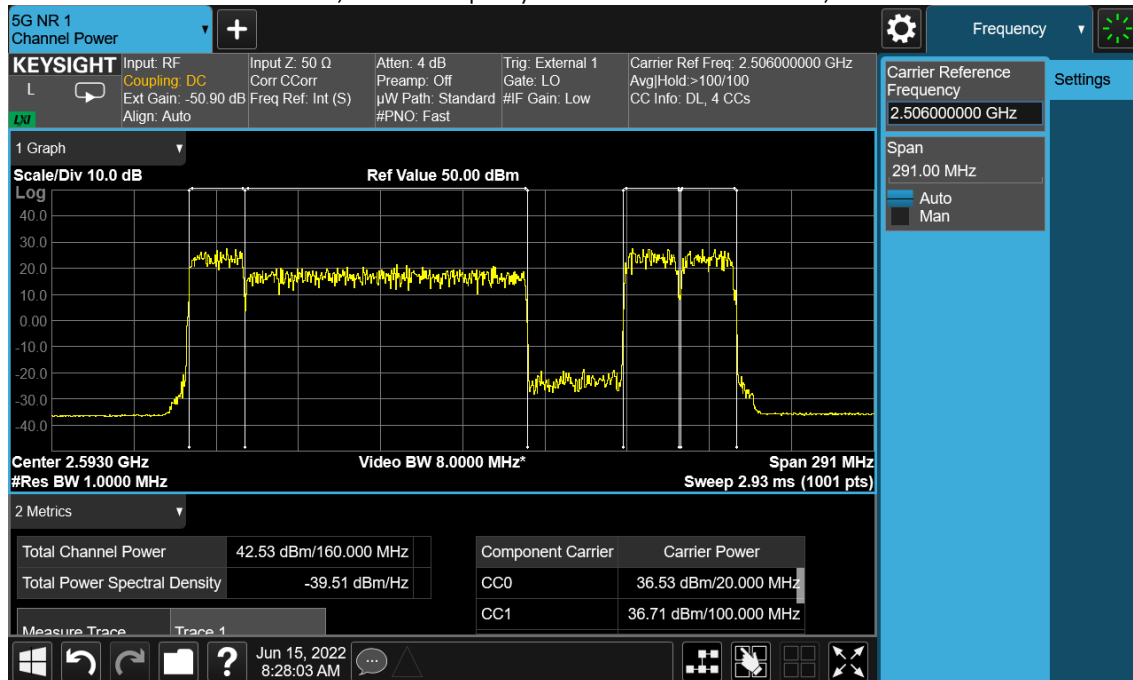 5G NR 1
Channel Power
Frequency
KEYSIGHT
L
LXI
Input: RF
Coupling: DC
Ext Gain: -50.90 dB
Align: Auto
Input Z: 50 Ω
Corr CCorr
Freq Ref: Int (S)
Atten: 4 dB
Preamp: Off
µW Path: Standard
#PNO: Fast
Trig: External 1
Gate: LO
#IF Gain: Low
Carrier Ref Freq: 2.506000000 GHz
Avg|Hold:>100/100
CC Info: DL, 4 CCs
Carrier Reference
Frequency
2.506000000 GHz
Settings
Span
291.00 MHz
Auto
Man
1 Graph
Scale/Div 10.0 dB
Ref Value 50.00 dBm
Log
40.0
30.0
20.0
10.0
0.00
-10.0
-20.0
-30.0
-40.0
Center 2.5930 GHz
Video BW 8.0000 MHz*
Span 291 MHz
#Res BW 1.0000 MHz
Sweep 2.93 ms (1001 pts)
2 Metrics
Total Channel Power 42.53 dBm/160.000 MHz
Total Power Spectral Density -39.51 dBm/Hz
Measure Trace Trace 1
Component Carrier Carrier Power
CC0 36.53 dBm/20.000 MHz
CC1 36.71 dBm/100.000 MHz
?
Jun 15, 2022
8:28:03 AM